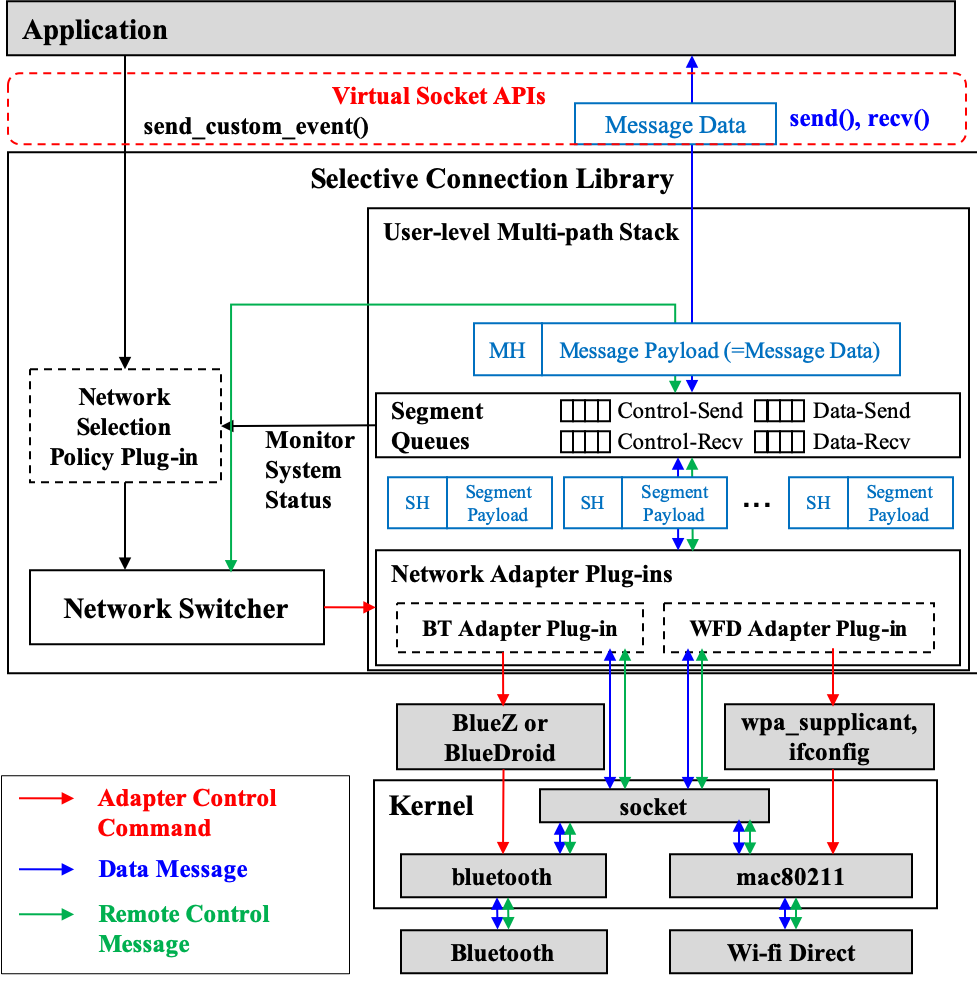 Application
Virtual Socket APIs
send_custom_event()
Message Data
send(), recv()
Selective Connection Library
User-level Multi-path Stack
MH
Message Payload (=Message Data)
Network
Selection
Policy Plug-in
Monitor
System
Status
Segment
Queues
Control-Send
Data-Send
Control-Recv
Data-Recv
SH
Segment
Payload
SH
Segment
Payload
...
SH
Segment
Payload
Network Switcher
Network Adapter Plug-ins
BT Adapter Plug-in
WFD Adapter Plug-in
BlueZ or
BlueDroid
wpa_supplicant,
ifconfig
Kernel
socket
bluetooth
mac80211
Bluetooth
Wi-fi Direct
Adapter Control
Command
Data Message
Remote Control
Message